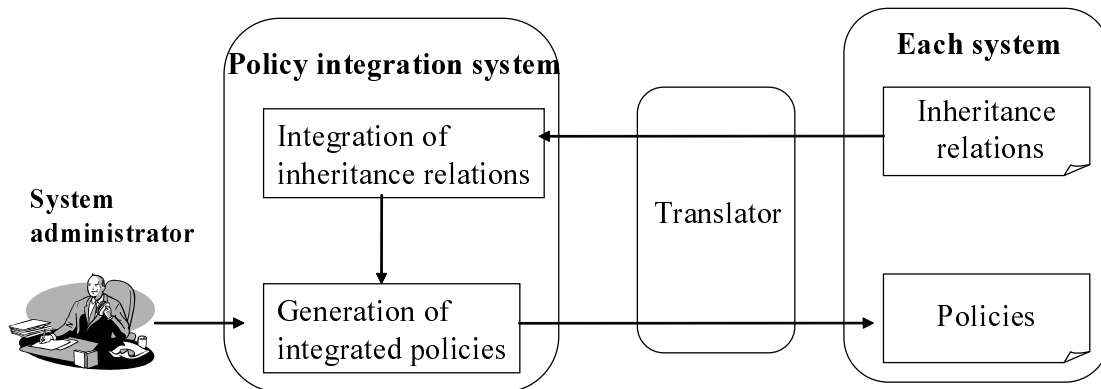 System
administrator
Policy integration system
Integration of
inheritance relations
Generation of
integrated policies
Translator
Each system
Inheritance
relations
Policies